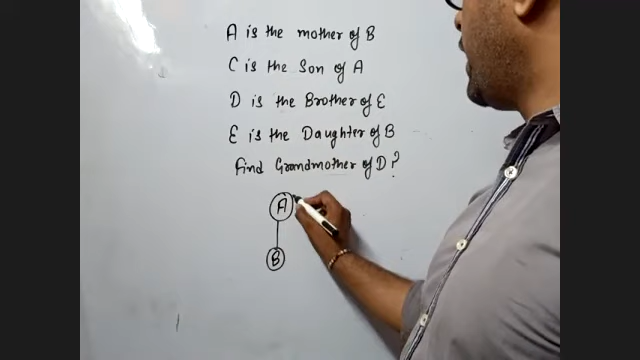 A is the mother of B
C is the Son of A
D is the Brother of E
E is the Daughter of B
Find Grandmother of D?
A
B